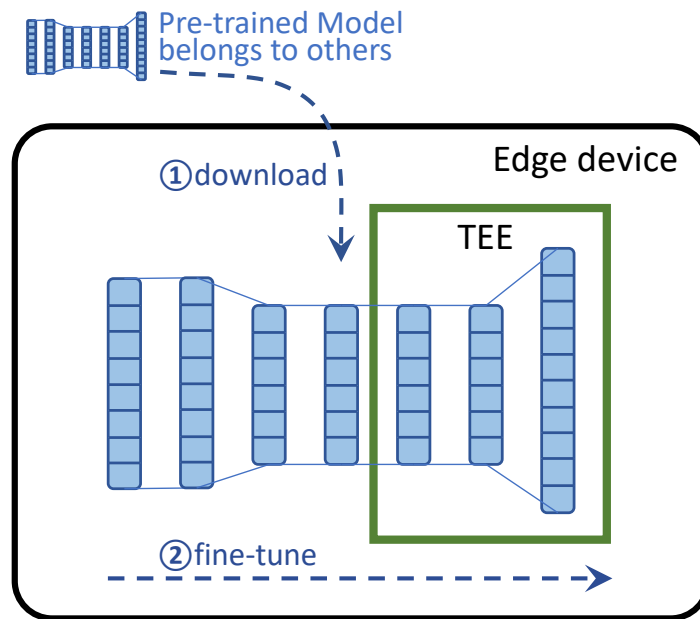 Pre-trained Model
belongs to others
Edge device
①download
TEE
②fine-tune